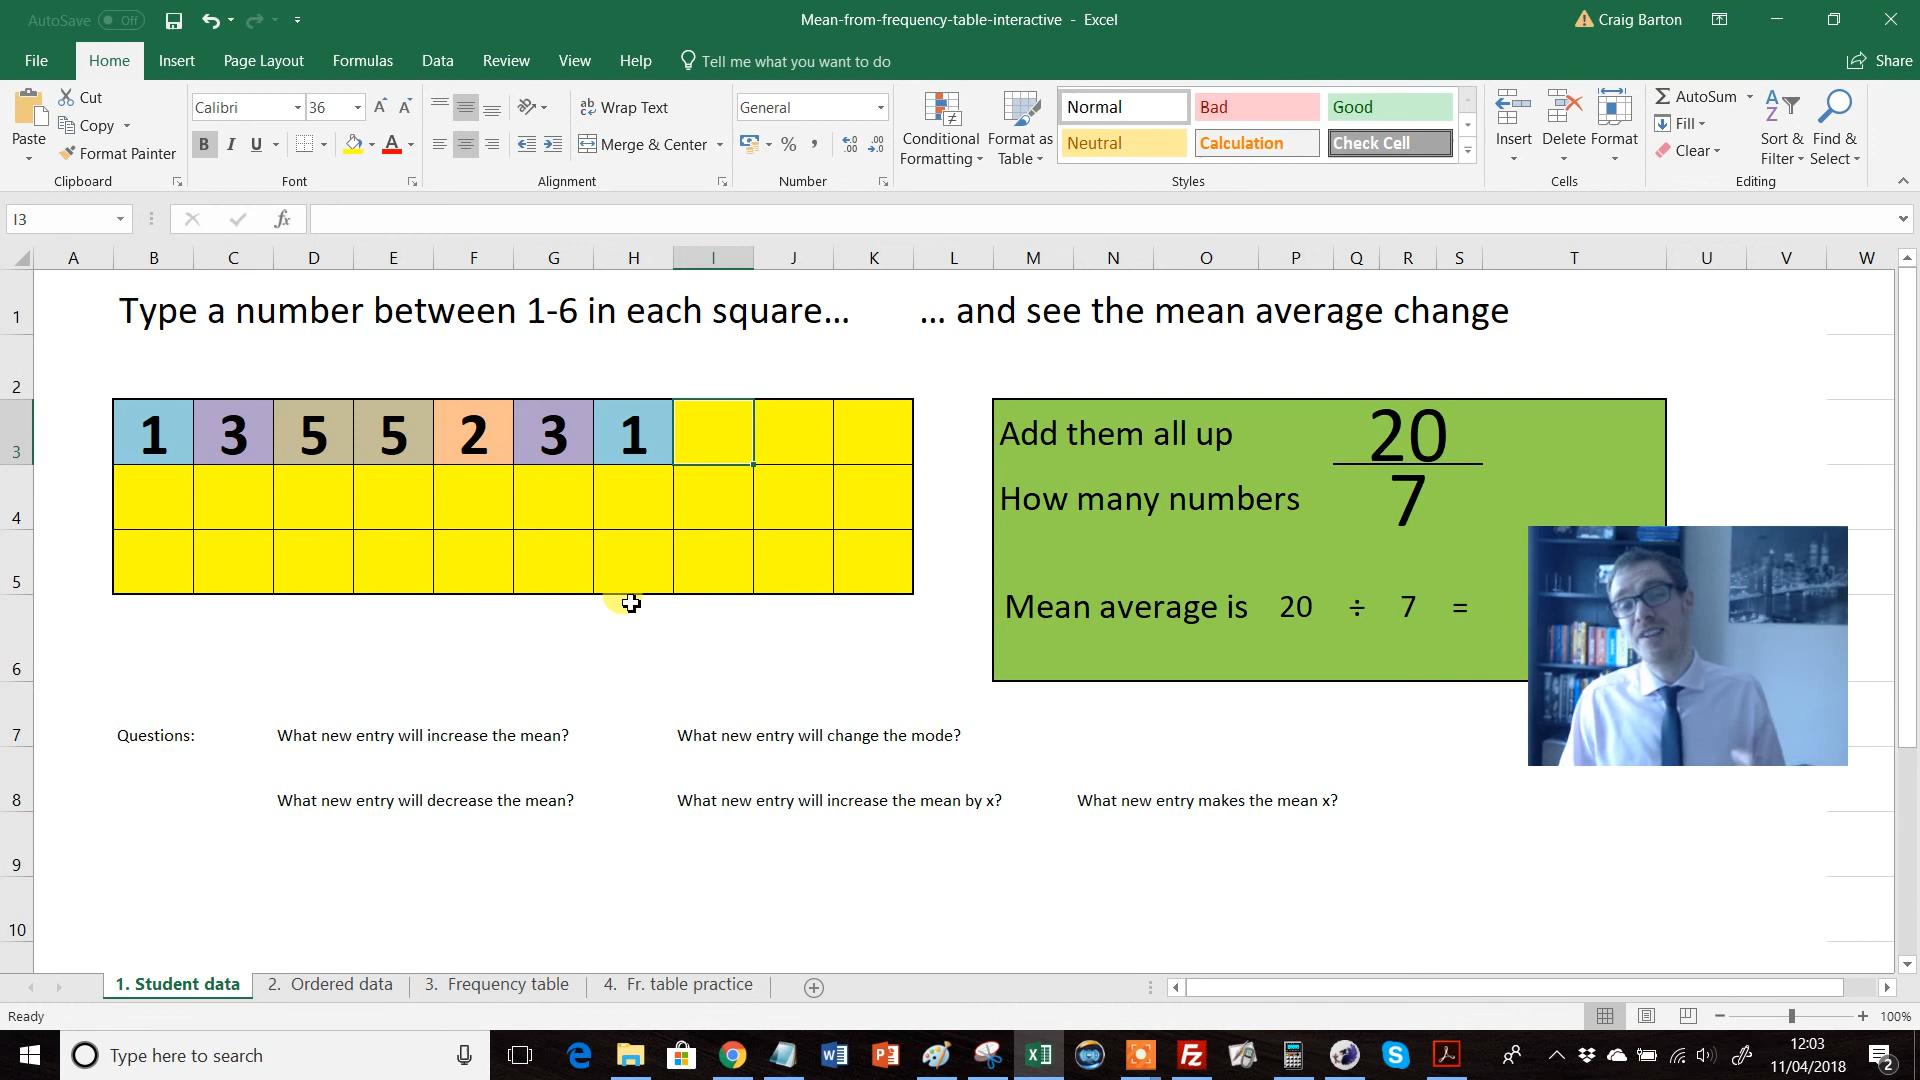 AutoSave Off
Mean-from-frequency-table-interactive - Excel
Craig Barton
File Home Insert Page Layout Formulas Data Review View Help Tell me what you want to do
Share
Paste
Cut
Copy
Format Painter
Clipboard
Calibri 36
B I U
Font
Wrap Text
Merge & Center
Alignment
General
Number
Conditional Formatting
Format as Table
Normal Bad Good
Neutral Calculation Check Cell
Styles
Insert Delete Format
Cells
AutoSum
Fill
Clear
Sort & Filter
Find & Select
Editing
I3
fx
A B C D E F G H I J K L M N O P Q R S T U V W
1
Type a number between 1-6 in each square... ... and see the mean average change
2
3
1 3 5 5 2 3 1
Add them all up 20
4
How many numbers 7
5
Mean average is 20 ÷ 7 =
6
7
Questions: What new entry will increase the mean? What new entry will change the mode?
8
What new entry will decrease the mean? What new entry will increase the mean by x? What new entry makes the mean x?
9
10
1. Student data 2. Ordered data 3. Frequency table 4. Fr. table practice
Ready
100%
Type here to search
12:03
11/04/2018
2